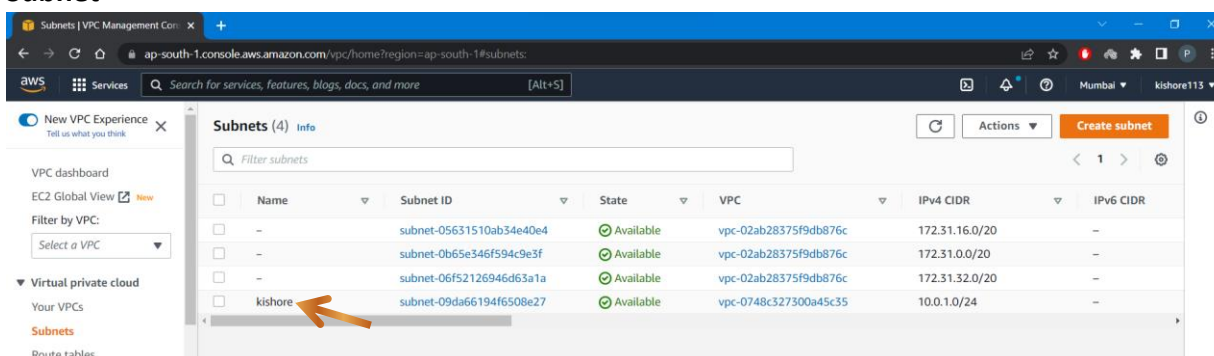 Subnets | VPC Management Con
ap-south-1.console.aws.amazon.com/vpc/home?region=ap-south-1#subnets:
P
aws Services Search for services, features, blogs, docs, and more [Alt+S] Mumbai kishore113
New VPC Experience
Tell us what you think
VPC dashboard
EC2 Global View New
Filter by VPC:
Select a VPC
Virtual private cloud
Your VPCs
Subnets
Route tables
Subnets (4) Info Actions Create subnet
Filter subnets 1
Name Subnet ID State VPC IPv4 CIDR IPv6 CIDR
– subnet-05631510ab34e40e4 Available vpc-02ab28375f9db876c 172.31.16.0/20 –
– subnet-0b65e346f594c9e3f Available vpc-02ab28375f9db876c 172.31.0.0/20 –
– subnet-06f52126946d63a1a Available vpc-02ab28375f9db876c 172.31.32.0/20 –
kishore subnet-09da66194f6508e27 Available vpc-0748c327300a45c35 10.0.1.0/24 –